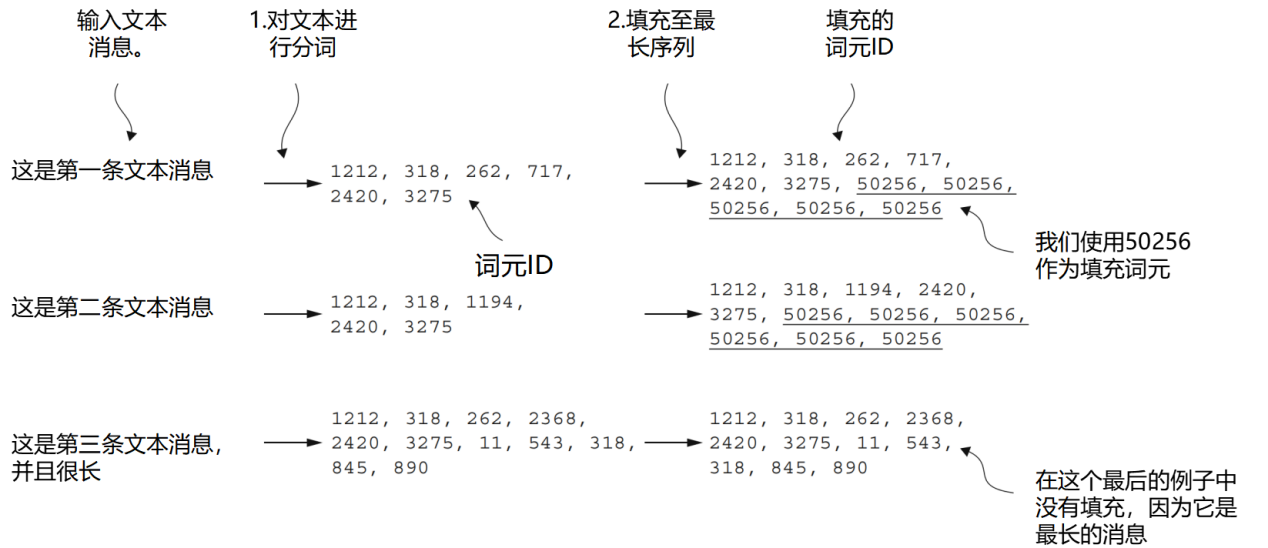 输入文本
消息。
1.对文本进
行分词
2.填充至最
长序列
填充的
词元ID
这是第一条文本消息
1212, 318, 262, 717,
2420, 3275
词元ID
1212, 318, 262, 717,
2420, 3275, 50256, 50256,
50256, 50256, 50256
我们使用50256
作为填充词元
这是第二条文本消息
1212, 318, 1194,
2420, 3275
1212, 318, 1194, 2420,
3275, 50256, 50256, 50256,
50256, 50256, 50256
这是第三条文本消息，
并且很长
1212, 318, 262, 2368,
2420, 3275, 11, 543, 318,
845, 890
1212, 318, 262, 2368,
2420, 3275, 11, 543,
318, 845, 890
在这个最后的例子中
没有填充，因为它是
最长的消息